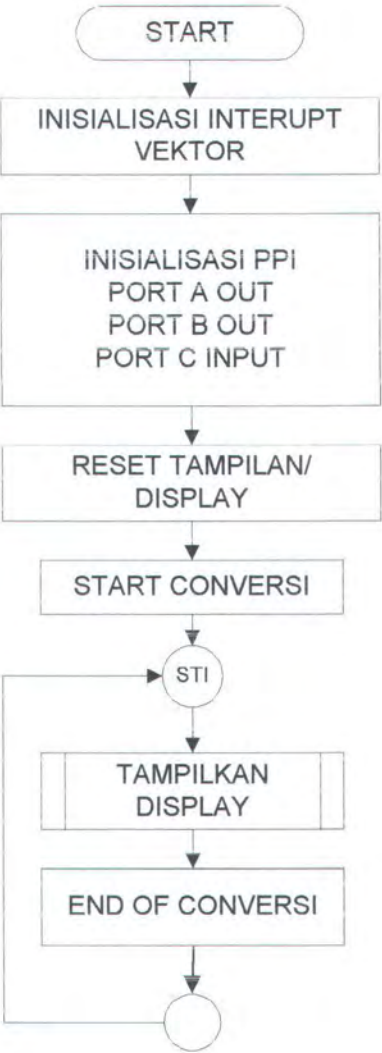 START
INISIALISASI INTERUPT
VEKTOR
INISIALISASI PPI
PORT A OUT
PORT B OUT
PORT C INPUT
RESET TAMPILAN/
DISPLAY
START CONVERSI
STI
TAMPILKAN
DISPLAY
END OF CONVERSI